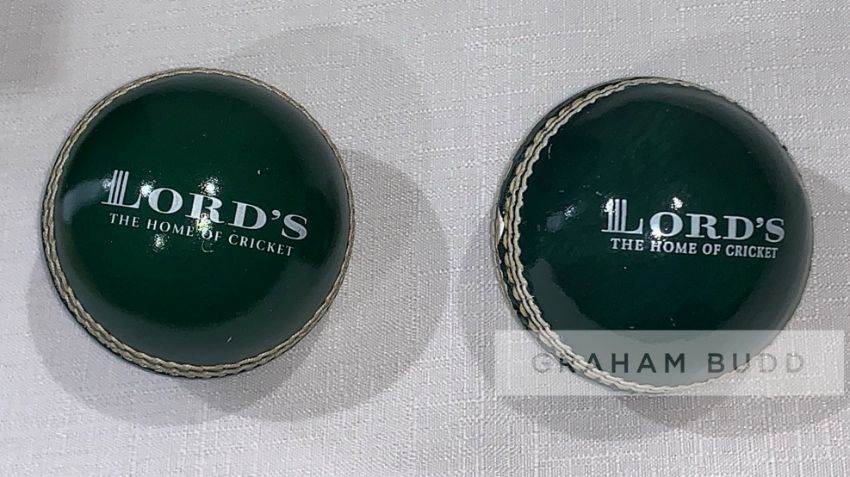 LORD'S
THE HOME OF CRICKET
LORD'S
THE HOME OF CRICKET
GRAHAM BUDD